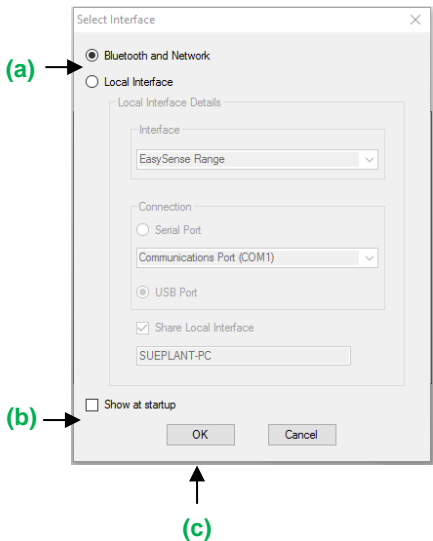 Select Interface
(a)
Bluetooth and Network
Local Interface
Local Interface Details
Interface
EasySense Range
Connection
Serial Port
Communications Port (COM1)
USB Port
Share Local Interface
SUEPLANT-PC
Show at startup
(b)
OK Cancel
(c)